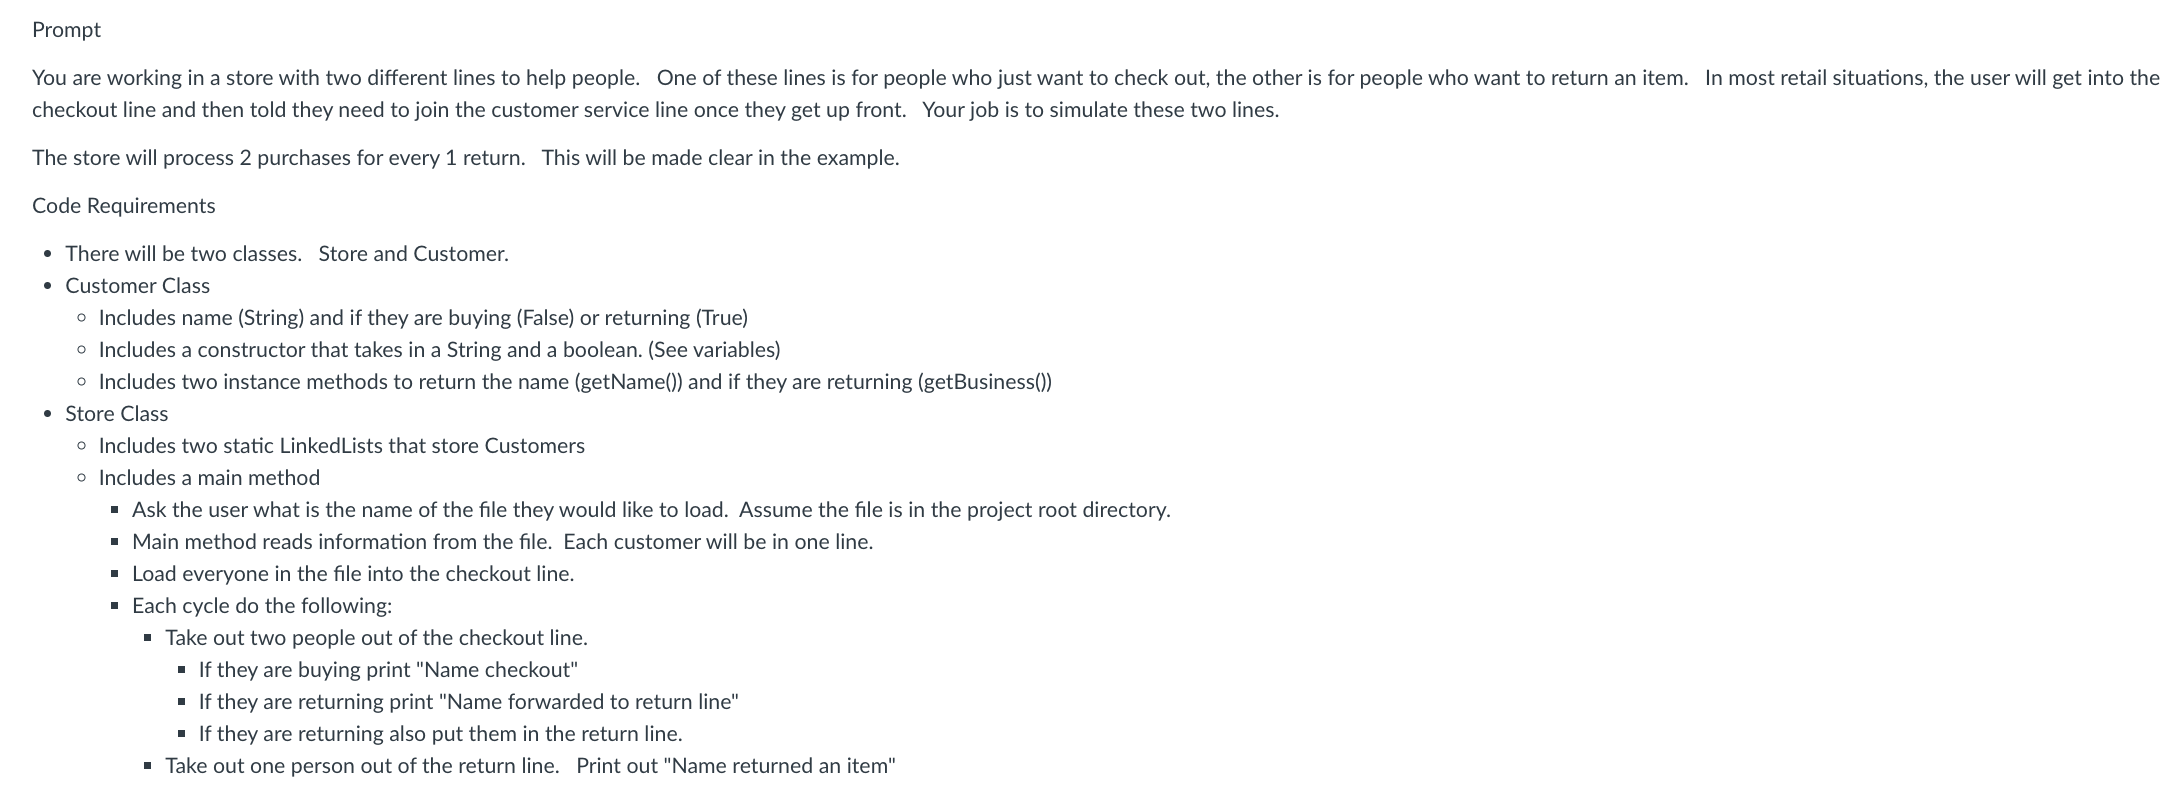 Prompt
You are working in a store with two different lines to help people.   One of these lines is for people who just want to check out, the other is for people who want to return an item.   In most retail situations, the user will get into the
checkout line and then told they need to join the customer service line once they get up front.   Your job is to simulate these two lines.
The store will process 2 purchases for every 1 return.   This will be made clear in the example.
Code Requirements
• There will be two classes.   Store and Customer.
• Customer Class
◦ Includes name (String) and if they are buying (False) or returning (True)
◦ Includes a constructor that takes in a String and a boolean. (See variables)
◦ Includes two instance methods to return the name (getName()) and if they are returning (getBusiness())
• Store Class
◦ Includes two static LinkedLists that store Customers
◦ Includes a main method
▪ Ask the user what is the name of the file they would like to load.  Assume the file is in the project root directory.
▪ Main method reads information from the file.  Each customer will be in one line.
▪ Load everyone in the file into the checkout line.
▪ Each cycle do the following:
▪ Take out two people out of the checkout line.
▪ If they are buying print "Name checkout"
▪ If they are returning print "Name forwarded to return line"
▪ If they are returning also put them in the return line.
▪ Take out one person out of the return line.   Print out "Name returned an item"